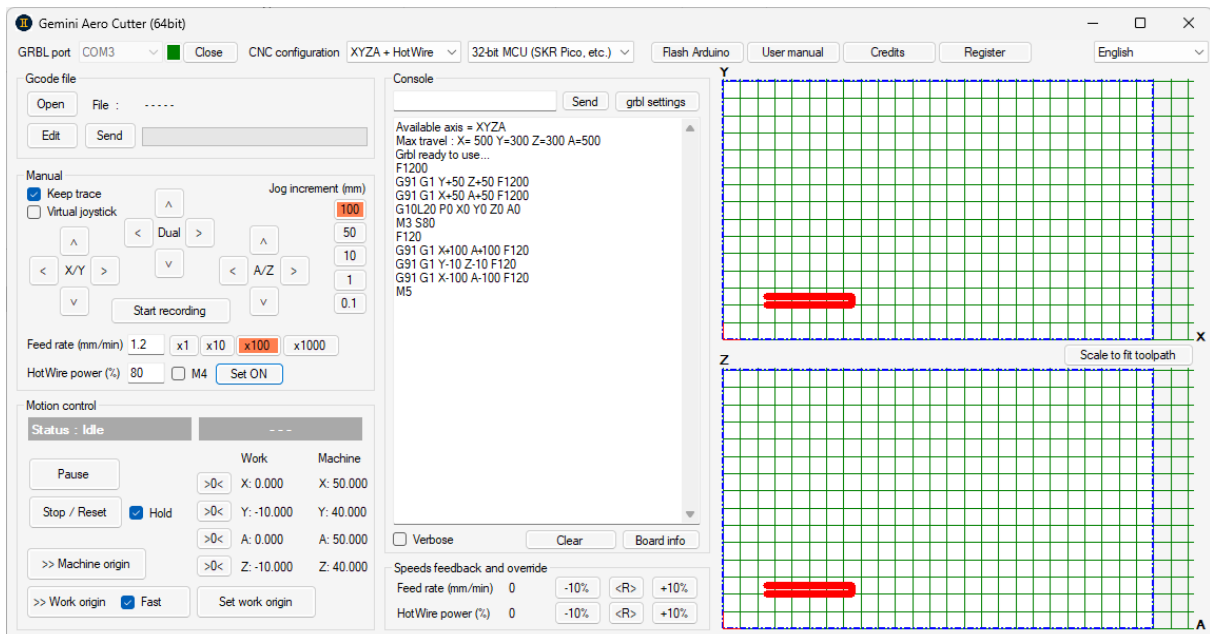 Gemini Aero Cutter (64bit)
GRBL port COM3 Close CNC configuration XYZA + HotWire 32-bit MCU (SKR Pico, etc.) Flash Arduino User manual Credits Register English
Gcode file
Open File : -----
Edit Send
Manual
Keep trace
Virtual joystick
Jog increment (mm)
100
50
10
1
0.1
< Dual >
< X/Y >
< A/Z >
Start recording
Feed rate (mm/min) 1.2 x1 x10 x100 x1000
HotWire power (%) 80 M4 Set ON
Motion control
Status : Idle ---
Work Machine
Pause
>0< X: 0.000 X: 50.000
Stop / Reset Hold >0< Y: -10.000 Y: 40.000
>0< A: 0.000 A: 50.000
>> Machine origin >0< Z: -10.000 Z: 40.000
>> Work origin Fast Set work origin
Console
Send grbl settings
Available axis = XYZA
Max travel : X= 500 Y=300 Z=300 A=500
Grbl ready to use...
F1200
G91 G1 Y+50 Z+50 F1200
G91 G1 X+50 A+50 F1200
G10L20 P0 X0 Y0 Z0 A0
M3 S80
F120
G91 G1 X+100 A+100 F120
G91 G1 Y-10 Z-10 F120
G91 G1 X-100 A-100 F120
M5
Verbose Clear Board info
Speeds feedback and override
Feed rate (mm/min) 0 -10% <R> +10%
HotWire power (%) 0 -10% <R> +10%
Y
X
Scale to fit toolpath
Z
A